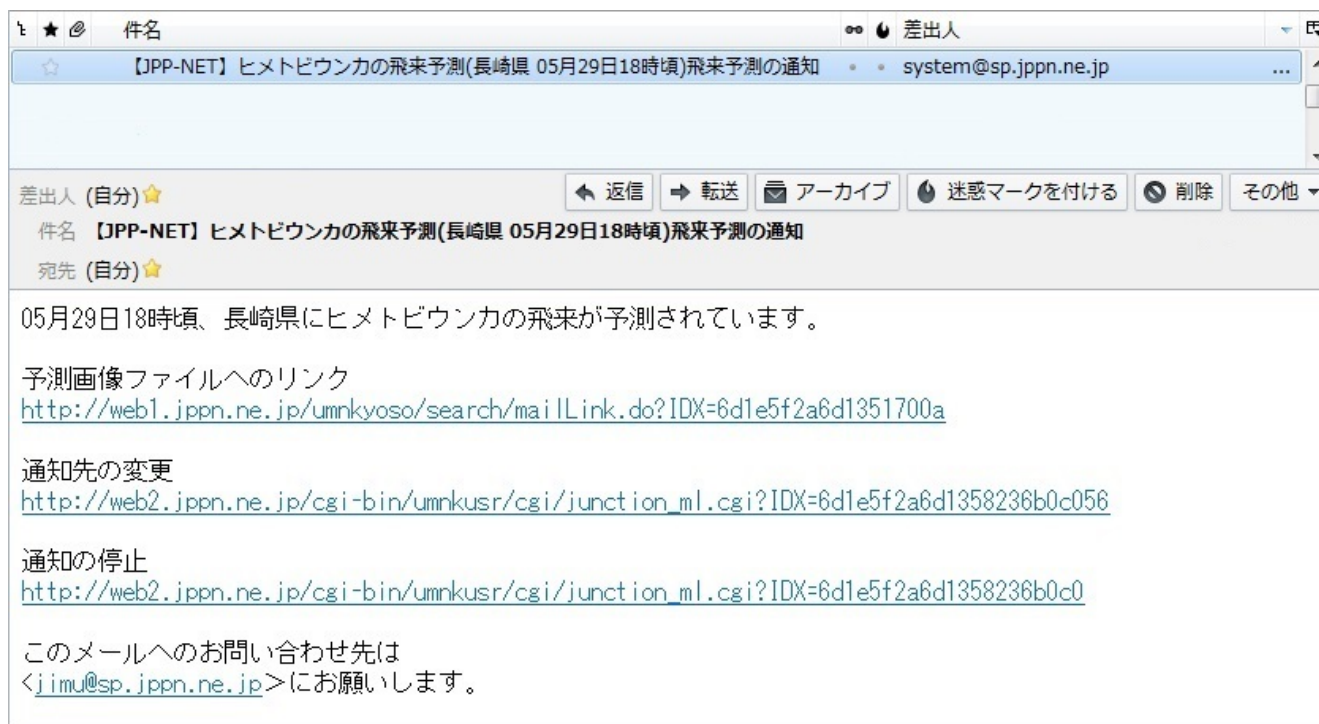 件名 差出人
【JPP-NET】ヒメトビウンカの飛来予測(長崎県 05月29日18時頃)飛来予測の通知 system@sp.jppn.ne.jp ...
差出人 (自分) 返信 転送 アーカイブ 迷惑マークを付ける 削除 その他
件名 【JPP-NET】ヒメトビウンカの飛来予測(長崎県 05月29日18時頃)飛来予測の通知
宛先 (自分)
05月29日18時頃、長崎県にヒメトビウンカの飛来が予測されています。
予測画像ファイルへのリンク
http://web1.jppn.ne.jp/umnkyoso/search/mailLink.do?IDX=6d1e5f2a6d1351700a
通知先の変更
http://web2.jppn.ne.jp/cgi-bin/umnkusr/cgi/junction_ml.cgi?IDX=6d1e5f2a6d1358236b0c056
通知の停止
http://web2.jppn.ne.jp/cgi-bin/umnkusr/cgi/junction_ml.cgi?IDX=6d1e5f2a6d1358236b0c0
このメールへのお問い合わせ先は
<jimu@sp.jppn.ne.jp>にお願いします。